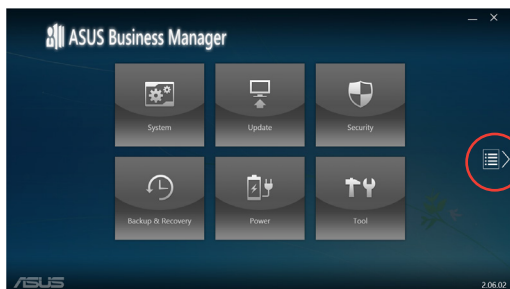 ASUS Business Manager
System
Update
Security
Backup & Recovery
Power
Tool
ASUS
2.06.02